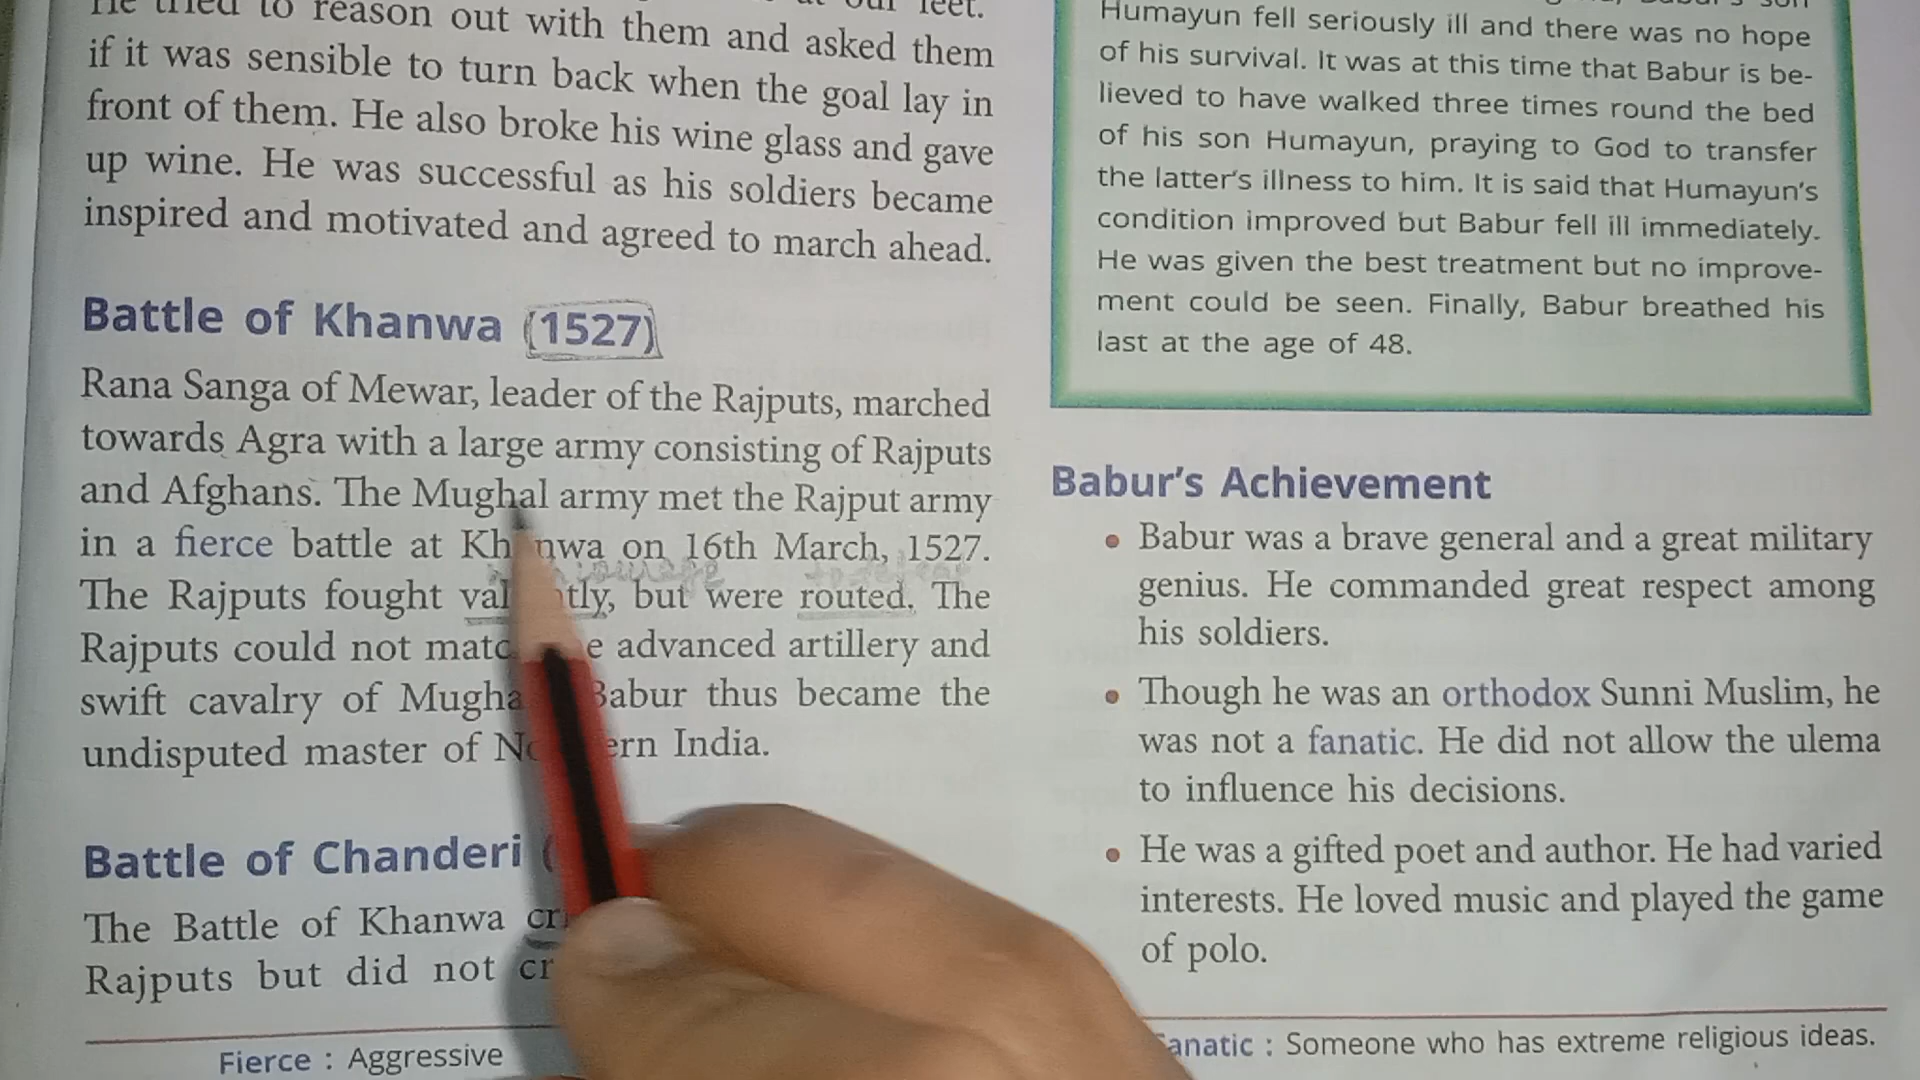 He tried to reason out with them and asked them
if it was sensible to turn back when the goal lay in
front of them. He also broke his wine glass and gave
up wine. He was successful as his soldiers became
inspired and motivated and agreed to march ahead.
Battle of Khanwa (1527)
Rana Sanga of Mewar, leader of the Rajputs, marched
towards Agra with a large army consisting of Rajputs
and Afghans. The Mughal army met the Rajput army
in a fierce battle at Khanwa on 16th March, 1527.
The Rajputs fought but were routed. The
Rajputs could not advanced artillery and
swift cavalry of Babur thus became the
undisputed master of India.
Battle of Chanderi
The Battle of Khanwa
Rajputs but did not
Fierce : Aggressive
Humayun fell seriously ill and there was no hope
of his survival. It was at this time that Babur is be-
lieved to have walked three times round the bed
of his son Humayun, praying to God to transfer
the latter's illness to him. It is said that Humayun's
condition improved but Babur fell ill immediately.
He was given the best treatment but no improve-
ment could be seen. Finally, Babur breathed his
last at the age of 48.
Babur's Achievement
• Babur was a brave general and a great military
genius. He commanded great respect among
his soldiers.
• Though he was an orthodox Sunni Muslim, he
was not a fanatic. He did not allow the ulema
to influence his decisions.
• He was a gifted poet and author. He had varied
interests. He loved music and played the game
of polo.
Fanatic : Someone who has extreme religious ideas.